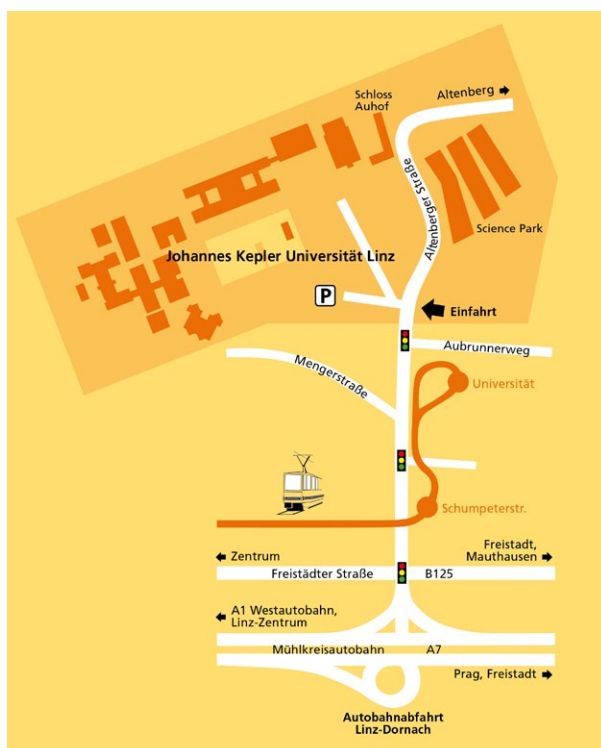 Schloss
Auhof
Altenberg
Altenberger Straße
Science Park
Johannes Kepler Universität Linz
P
Einfahrt
Aubrunnerweg
Mengerstraße
Universität
Schumpeterstr.
Zentrum
Freistadt,
Mauthausen
Freistädter Straße
B125
A1 Westautobahn,
Linz-Zentrum
Mühlkreisautobahn
A7
Prag, Freistadt
Autobahnabfahrt
Linz-Dornach